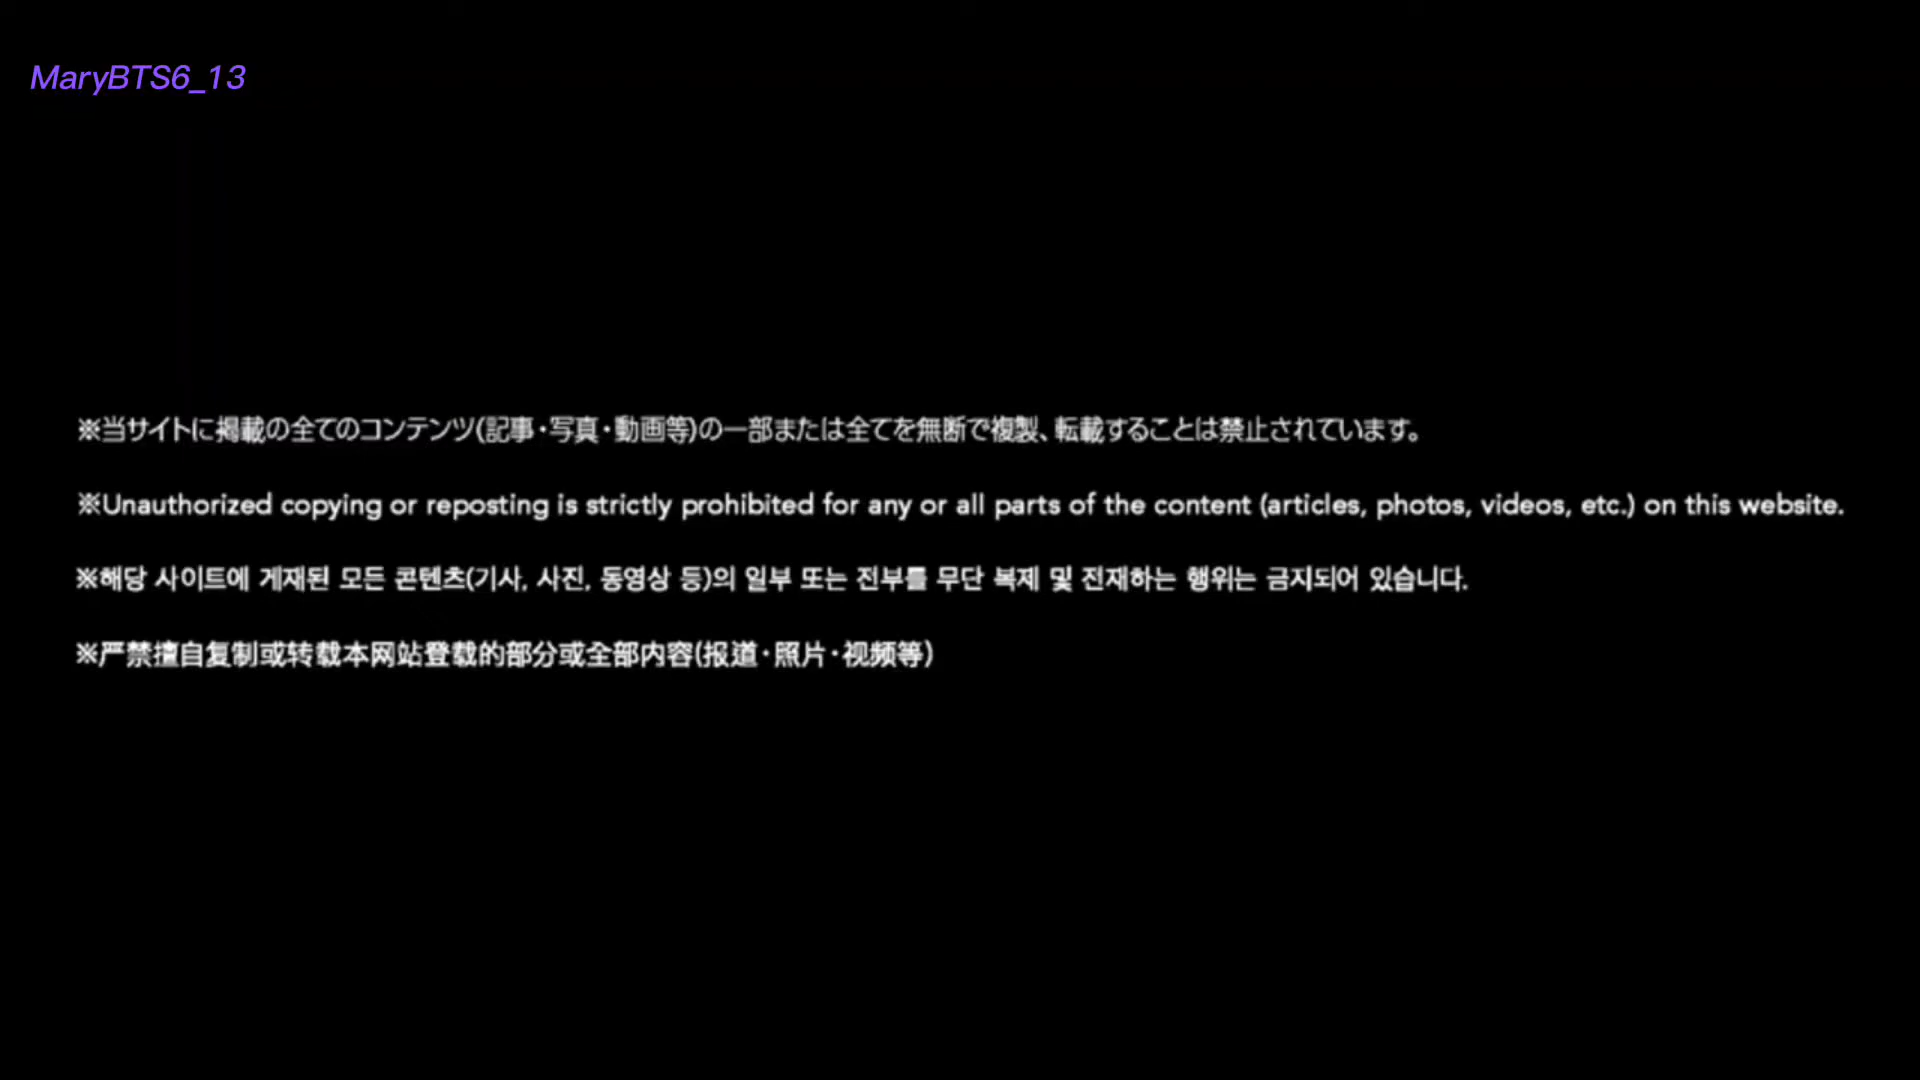 MaryBTS6_13
※当サイトに掲載の全てのコンテンツ(記事・写真・動画等)の一部または全てを無断で複製、転載することは禁止されています。
※Unauthorized copying or reposting is strictly prohibited for any or all parts of the content (articles, photos, videos, etc.) on this website.
※해당 사이트에 게재된 모든 콘텐츠(기사, 사진, 동영상 등)의 일부 또는 전부를 무단 복제 및 전재하는 행위는 금지되어 있습니다.
※严禁擅自复制或转载本网站登载的部分或全部内容(报道・照片・视频等)